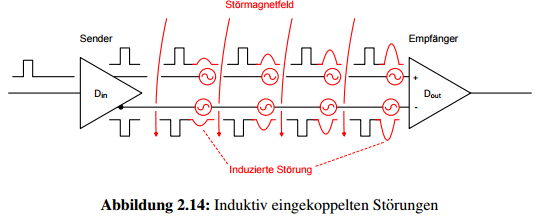 Störmagnetfeld
Sender
Empfänger
Din
Dout
+
-
Induzierte Störung
Abbildung 2.14: Induktiv eingekoppelten Störungen